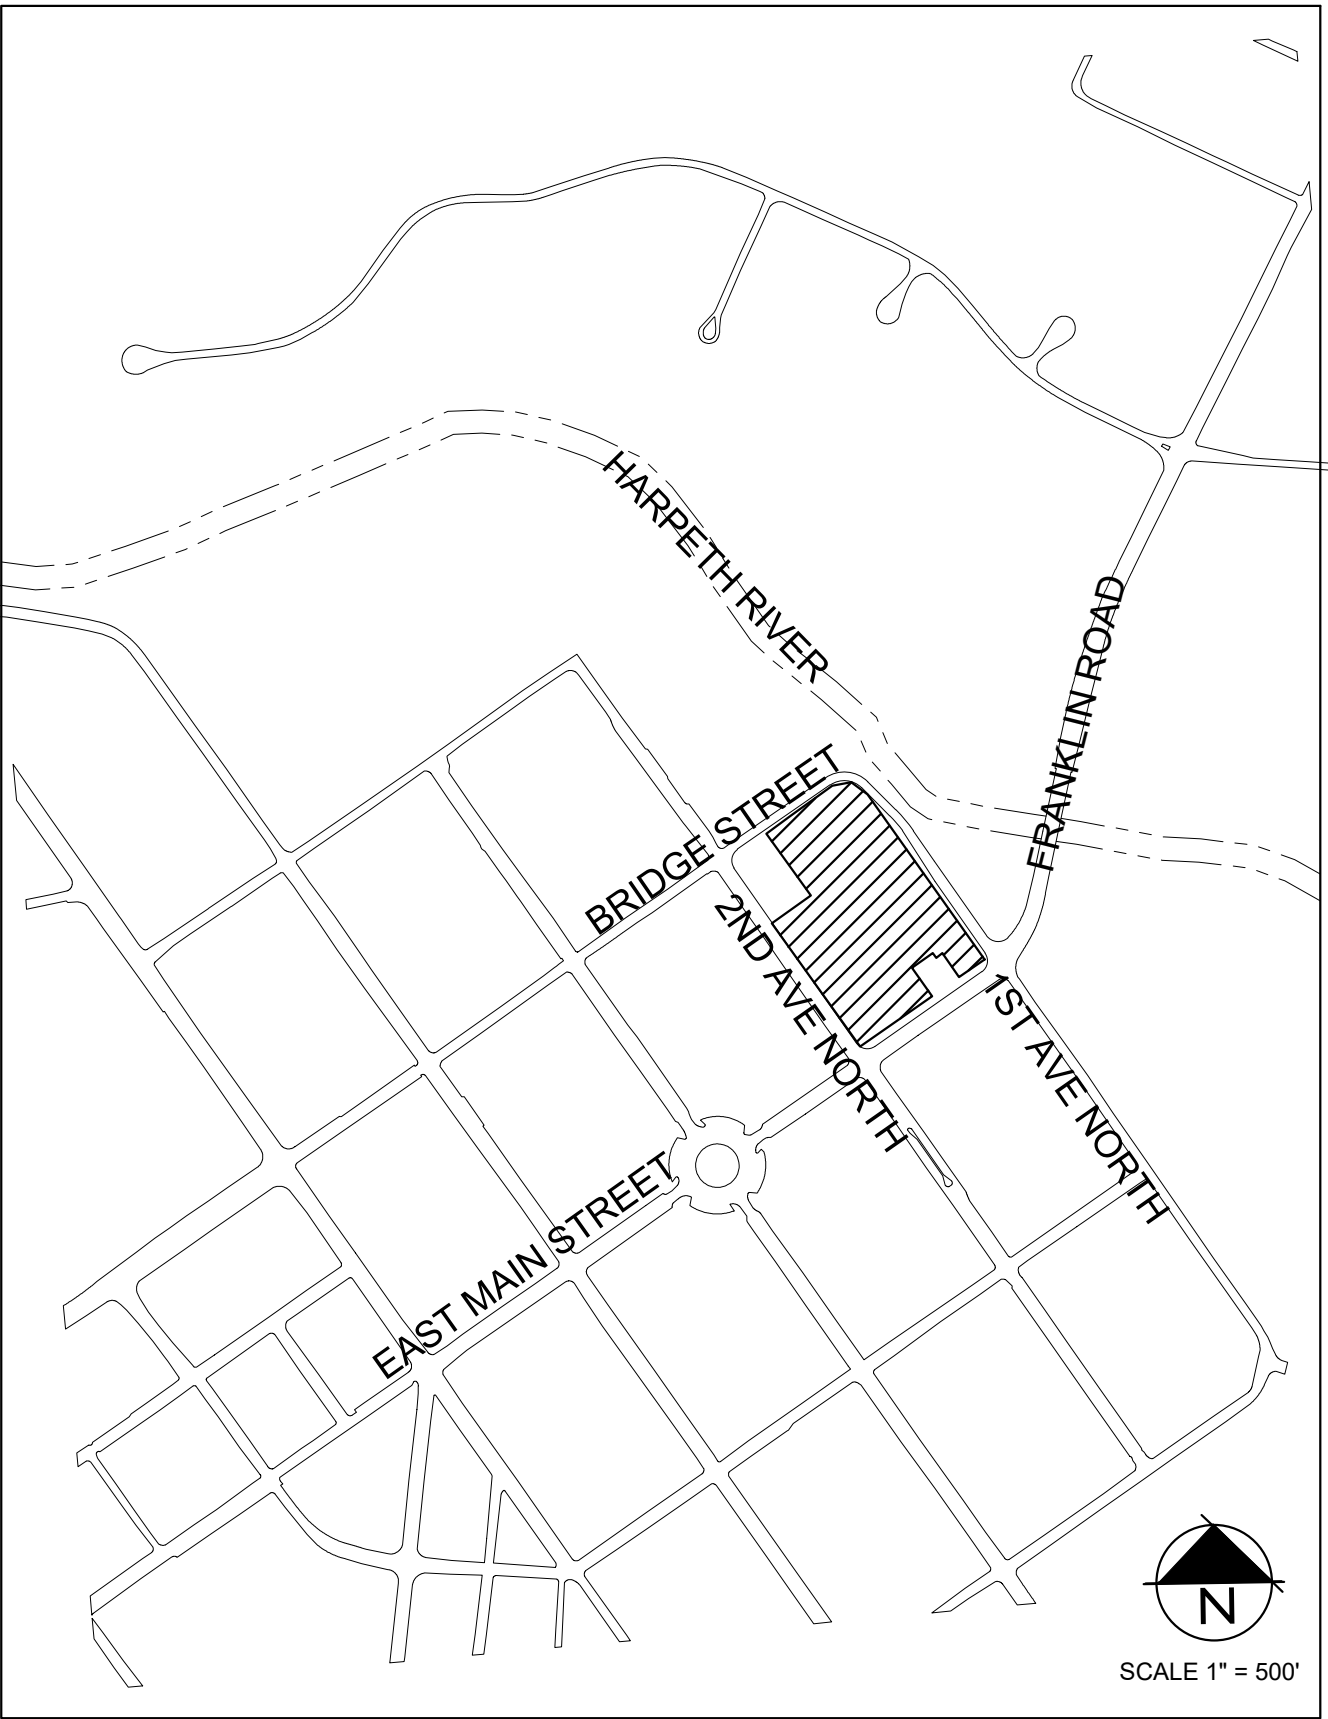 HARPETH RIVER
FRANKLIN ROAD
BRIDGE STREET
2ND AVE NORTH
1ST AVE NORTH
EAST MAIN STREET
N
SCALE 1" = 500'